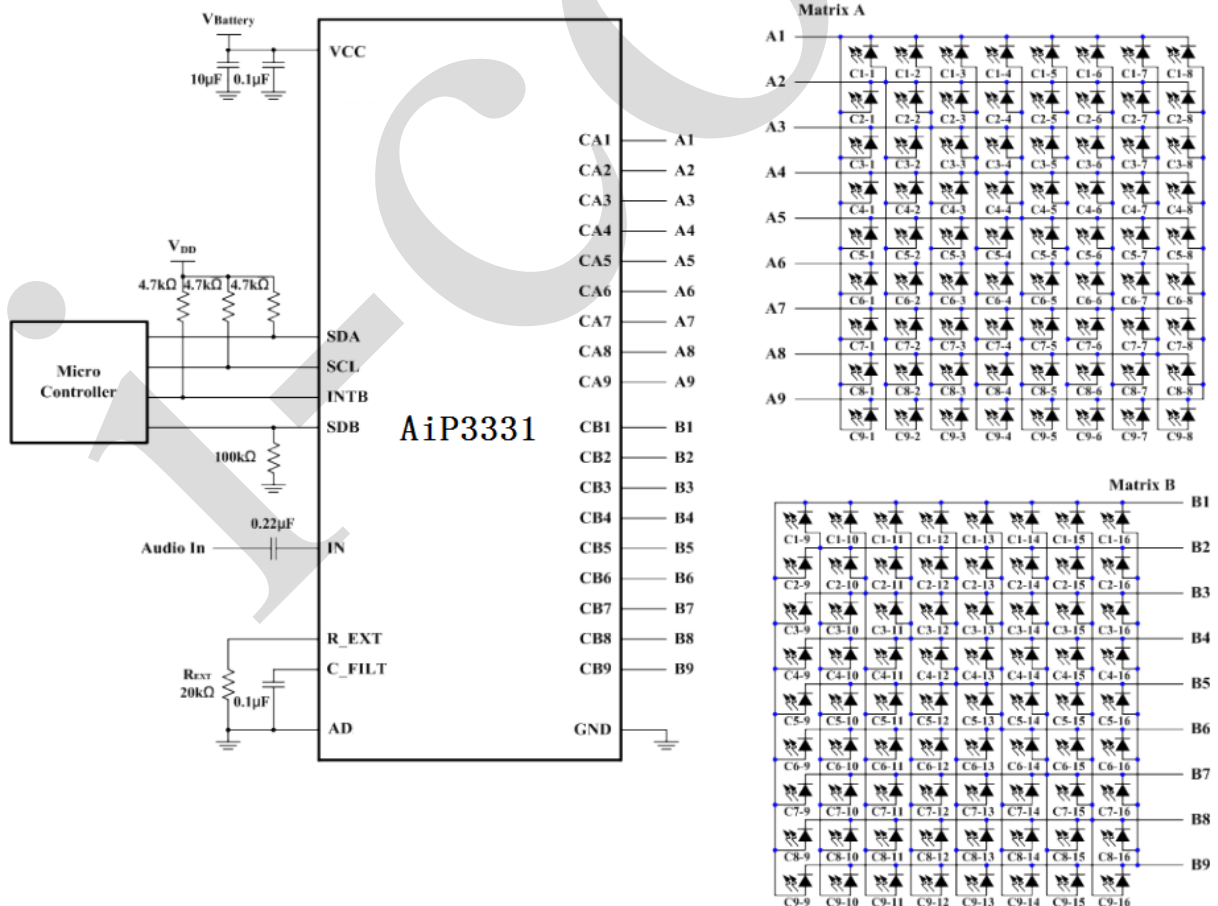 VBattery
10μF 0.1μF
VCC
CA1 A1
CA2 A2
CA3 A3
CA4 A4
CA5 A5
CA6 A6
CA7 A7
CA8 A8
CA9 A9
CB1 B1
CB2 B2
CB3 B3
CB4 B4
CB5 B5
CB6 B6
CB7 B7
CB8 B8
CB9 B9
GND
VDD
4.7kΩ 4.7kΩ 4.7kΩ
Micro
Controller
SDA
SCL
INTB
SDB
100kΩ
AiP3331
0.22μF
Audio In
IN
R_EXT
C_FILT
REXT
20kΩ
0.1μF
AD
Matrix A
A1
C1-1 C1-2 C1-3 C1-4 C1-5 C1-6 C1-7 C1-8
A2
C2-1 C2-2 C2-3 C2-4 C2-5 C2-6 C2-7 C2-8
A3
C3-1 C3-2 C3-3 C3-4 C3-5 C3-6 C3-7 C3-8
A4
C4-1 C4-2 C4-3 C4-4 C4-5 C4-6 C4-7 C4-8
A5
C5-1 C5-2 C5-3 C5-4 C5-5 C5-6 C5-7 C5-8
A6
C6-1 C6-2 C6-3 C6-4 C6-5 C6-6 C6-7 C6-8
A7
C7-1 C7-2 C7-3 C7-4 C7-5 C7-6 C7-7 C7-8
A8
C8-1 C8-2 C8-3 C8-4 C8-5 C8-6 C8-7 C8-8
A9
C9-1 C9-2 C9-3 C9-4 C9-5 C9-6 C9-7 C9-8
Matrix B
B1
C1-9 C1-10 C1-11 C1-12 C1-13 C1-14 C1-15 C1-16
B2
C2-9 C2-10 C2-11 C2-12 C2-13 C2-14 C2-15 C2-16
B3
C3-9 C3-10 C3-11 C3-12 C3-13 C3-14 C3-15 C3-16
B4
C4-9 C4-10 C4-11 C4-12 C4-13 C4-14 C4-15 C4-16
B5
C5-9 C5-10 C5-11 C5-12 C5-13 C5-14 C5-15 C5-16
B6
C6-9 C6-10 C6-11 C6-12 C6-13 C6-14 C6-15 C6-16
B7
C7-9 C7-10 C7-11 C7-12 C7-13 C7-14 C7-15 C7-16
B8
C8-9 C8-10 C8-11 C8-12 C8-13 C8-14 C8-15 C8-16
B9
C9-9 C9-10 C9-11 C9-12 C9-13 C9-14 C9-15 C9-16